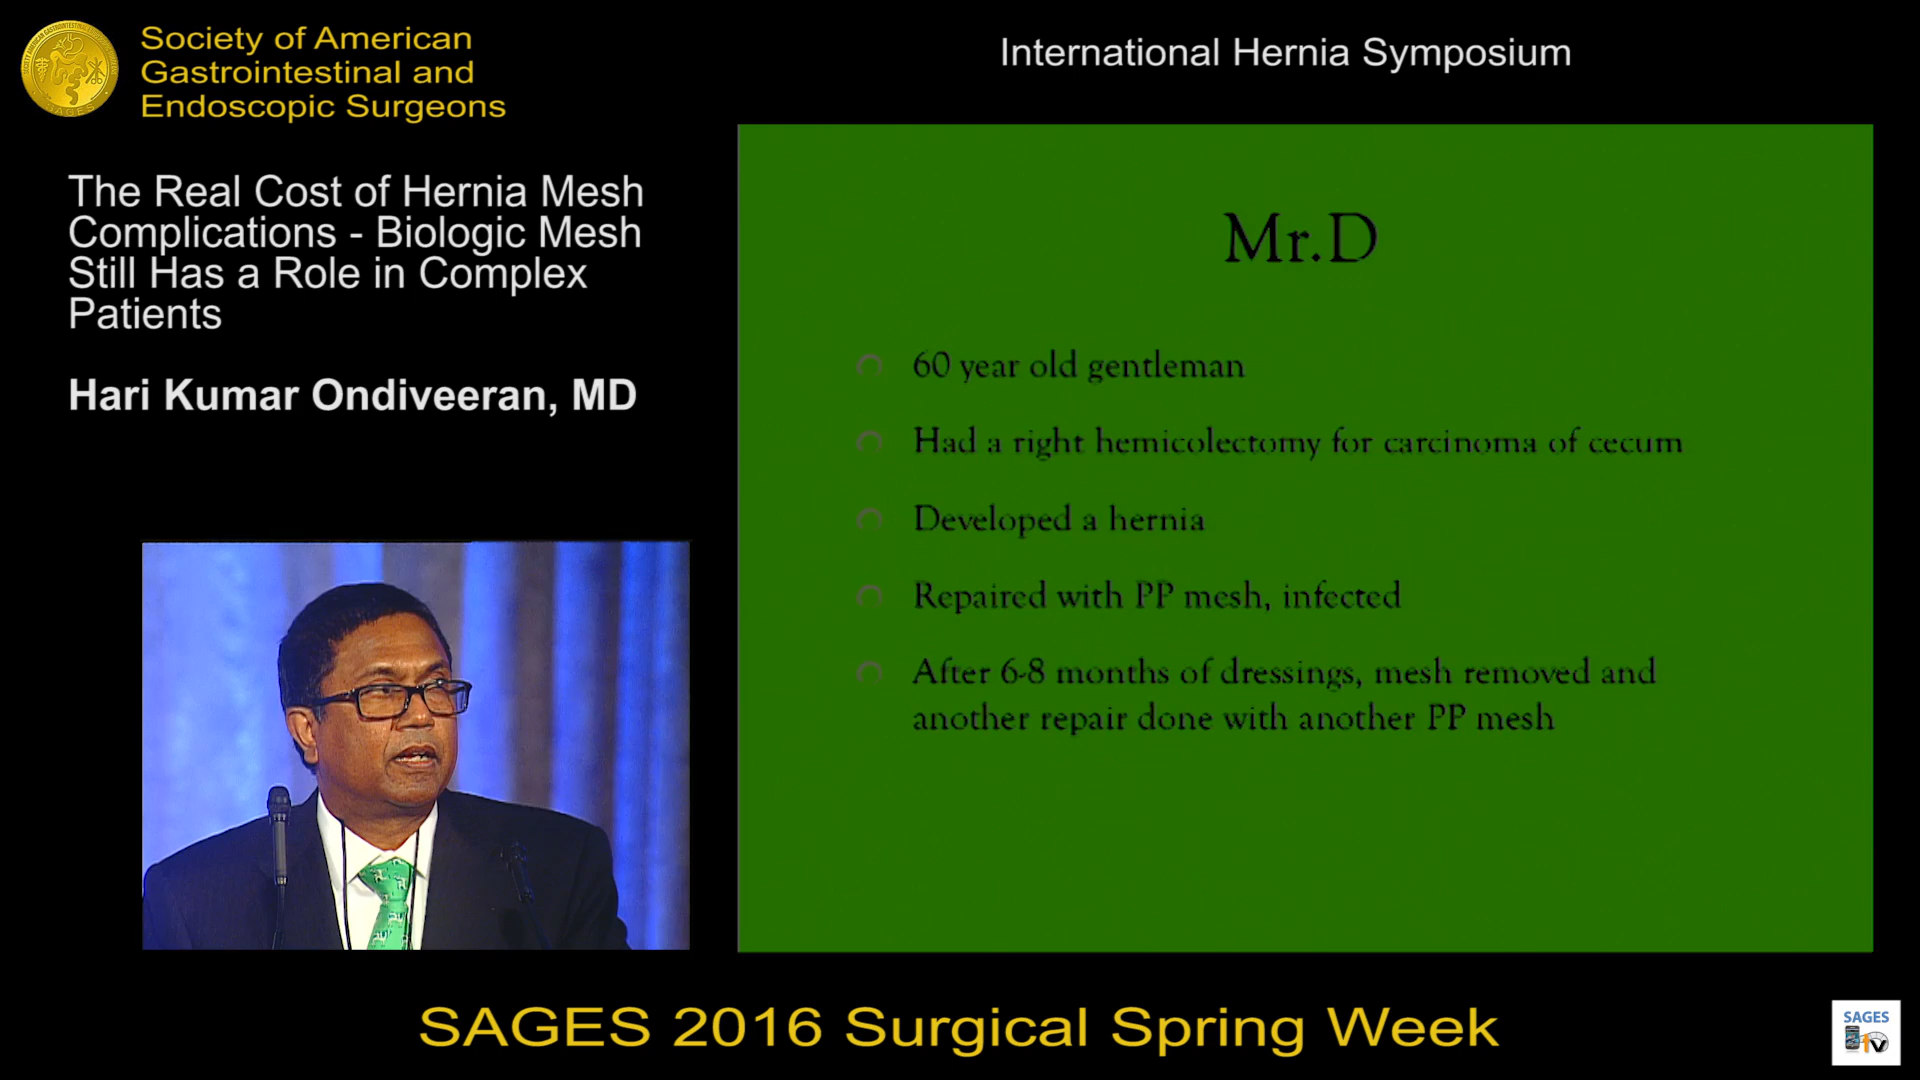 Society of American
Gastrointestinal and
Endoscopic Surgeons
International Hernia Symposium
The Real Cost of Hernia Mesh
Complications - Biologic Mesh
Still Has a Role in Complex
Patients
Hari Kumar Ondiveeran, MD
Mr.D
60 year old gentleman
Had a right hemicolectomy for carcinoma of cecum
Developed a hernia
Repaired with PP mesh, infected
After 6-8 months of dressings, mesh removed and
another repair done with another PP mesh
SAGES 2016 Surgical Spring Week
SAGES
TV